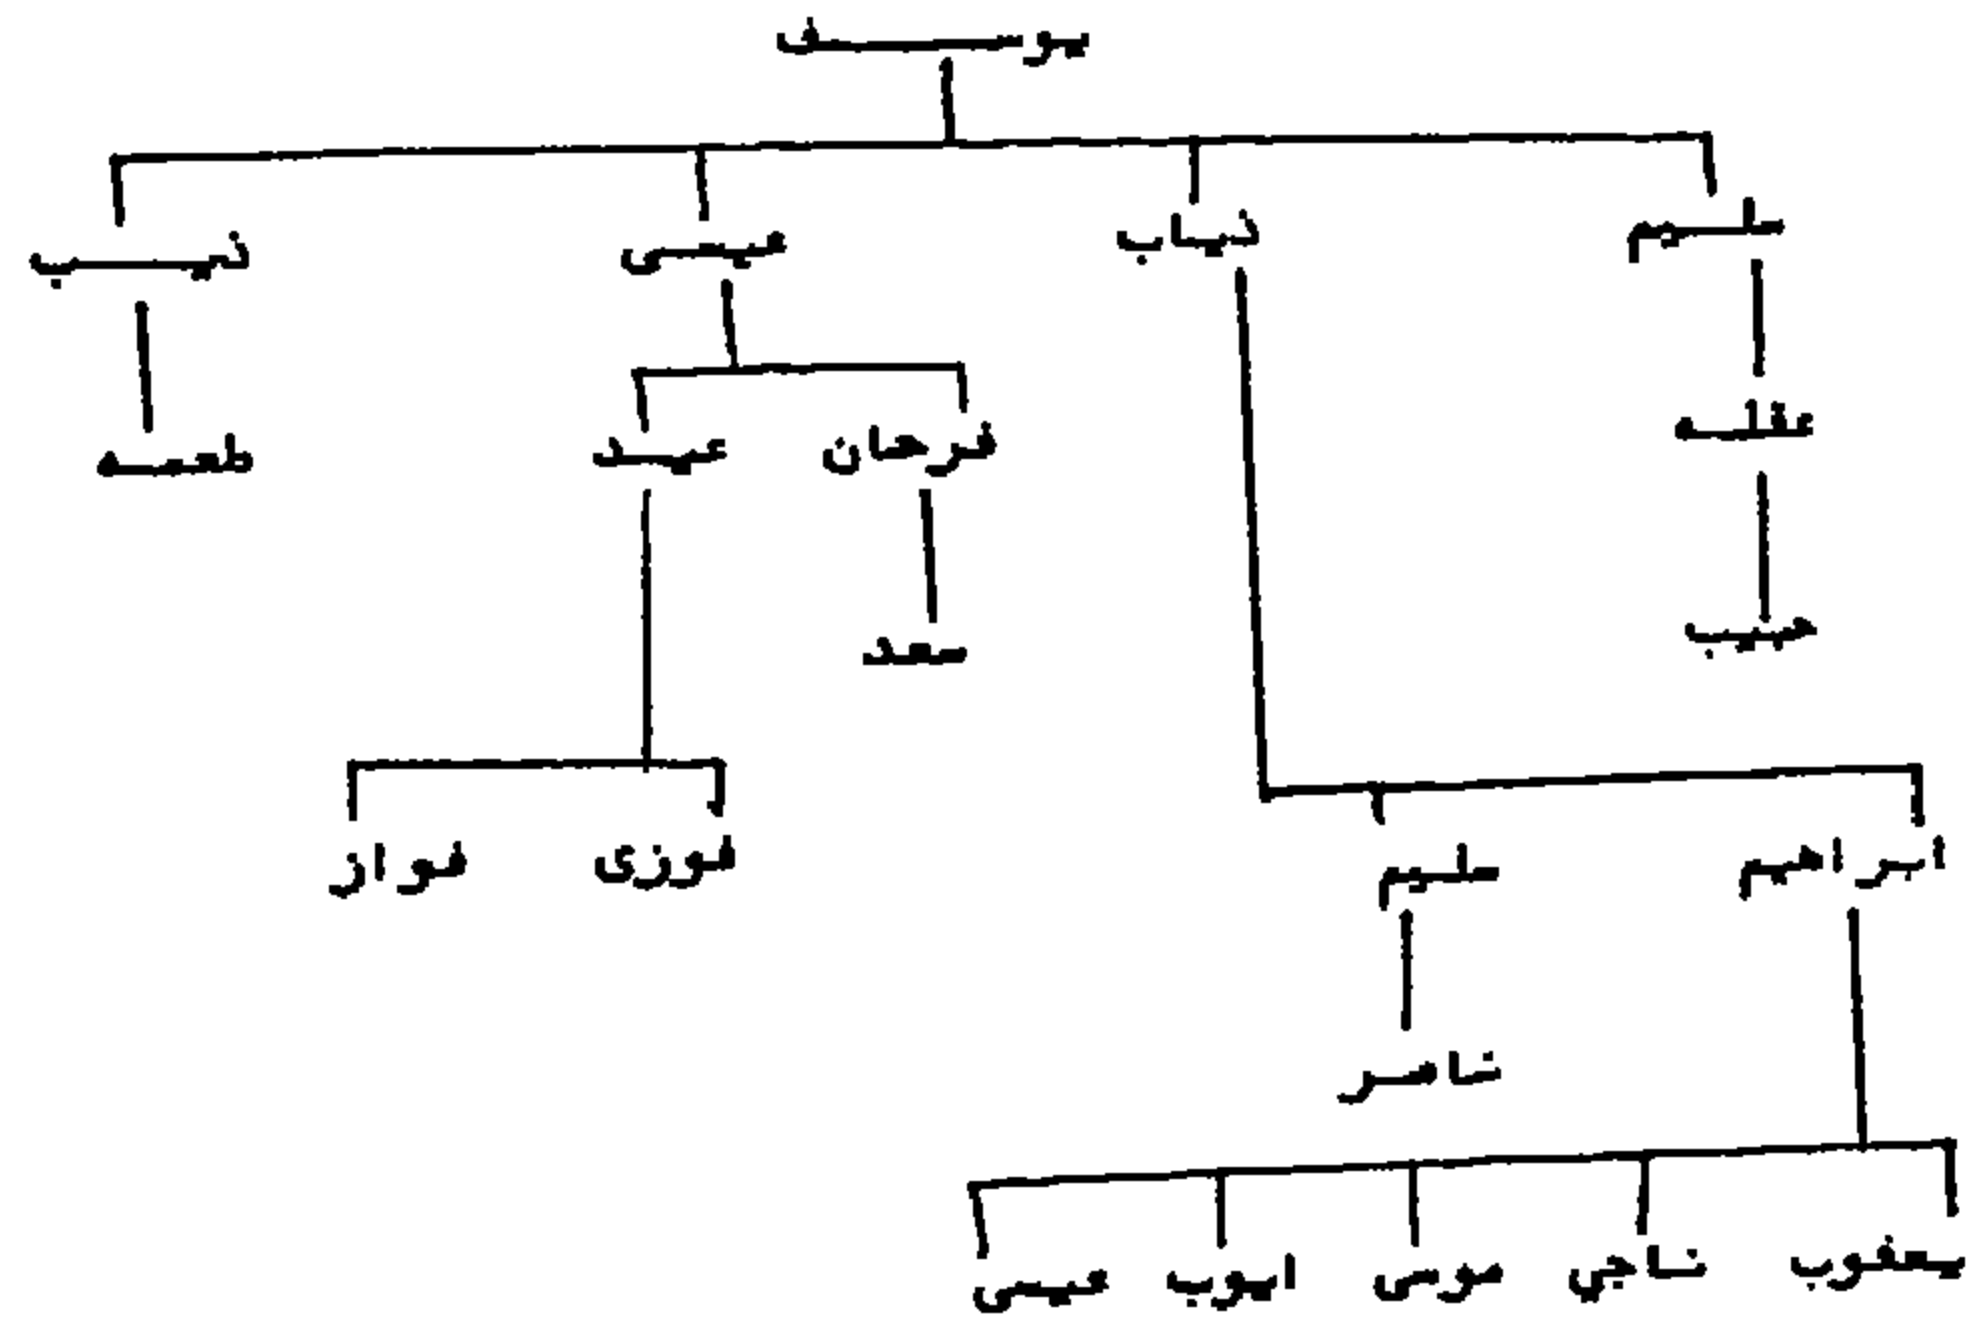 يوسف
سليم
ذياب
عيسى
ذيب
عقله
فرحان
عيد
طعمه
حبيب
سعد
ابراهيم
سليم
فوزى
فواز
ناصر
يعقوب
ناجي
موسى
ايوب
عيسى